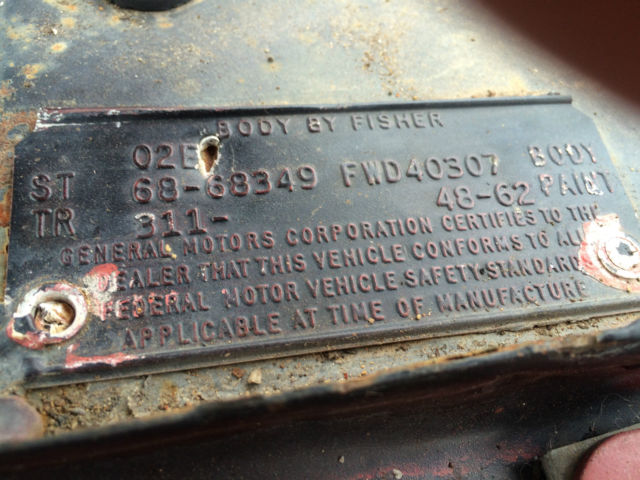 BODY BY FISHER
02E
ST 68-68349 FWD40307 BODY
TR 311- 48-62 PAINT
GENERAL MOTORS CORPORATION CERTIFIES TO THE
DEALER THAT THIS VEHICLE CONFORMS TO ALL
FEDERAL MOTOR VEHICLE SAFETY STANDARDS
APPLICABLE AT TIME OF MANUFACTURE